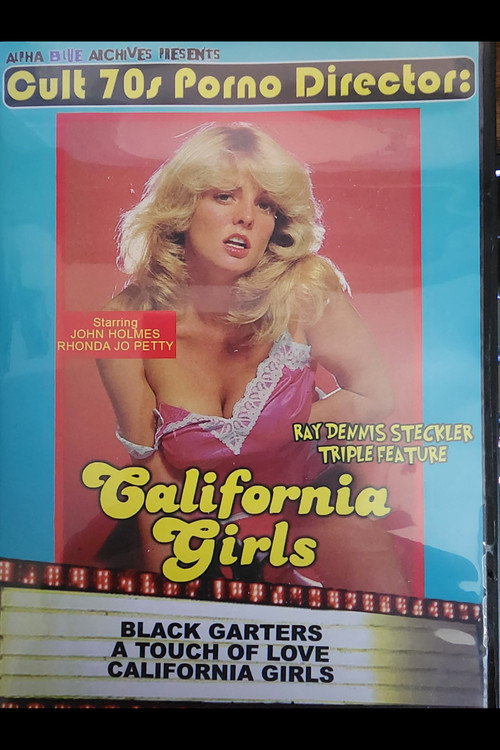 ALPHA BLUE ARCHIVES PRESENTS
Cult 70s Porno Director:
Starring
JOHN HOLMES
RHONDA JO PETTY
RAY DENNIS STECKLER
TRIPLE FEATURE
California
Girls
BLACK GARTERS
A TOUCH OF LOVE
CALIFORNIA GIRLS